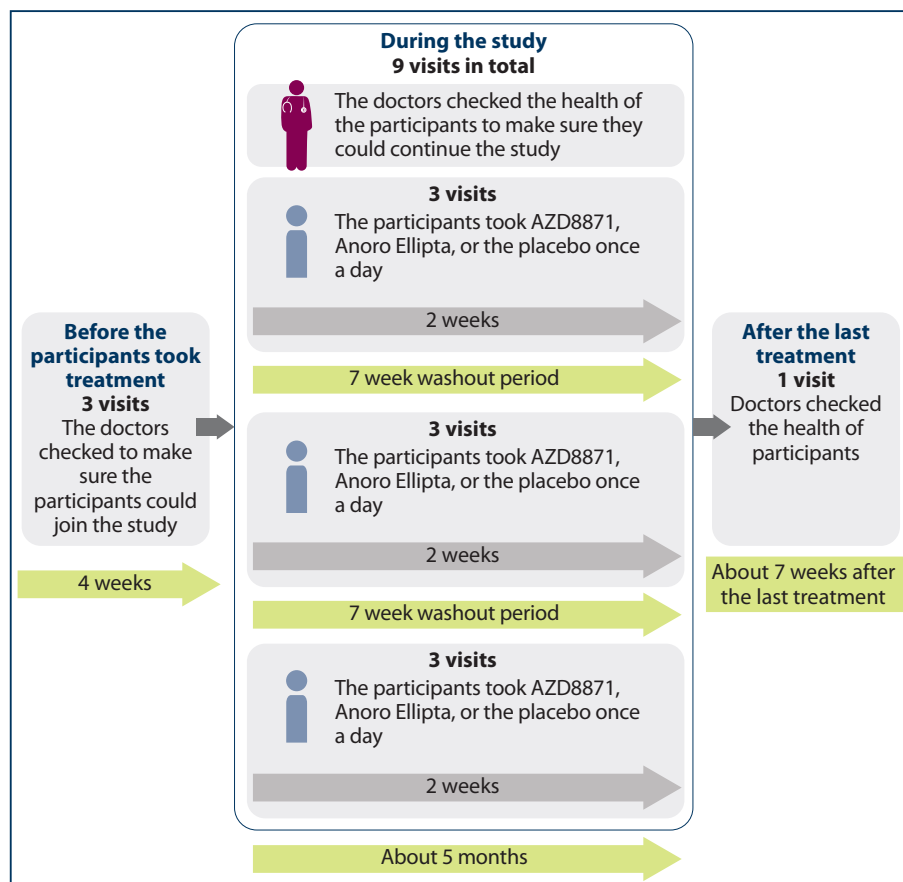 Before the
participants took
treatment
3 visits
The doctors
checked to make
sure the
participants could
join the study
4 weeks
During the study
9 visits in total
The doctors checked the health of
the participants to make sure they
could continue the study
3 visits
The participants took AZD8871,
Anoro Ellipta, or the placebo once
a day
2 weeks
7 week washout period
3 visits
The participants took AZD8871,
Anoro Ellipta, or the placebo once
a day
2 weeks
7 week washout period
3 visits
The participants took AZD8871,
Anoro Ellipta, or the placebo once
a day
2 weeks
About 5 months
After the last
treatment
1 visit
Doctors checked
the health of
participants
About 7 weeks after
the last treatment